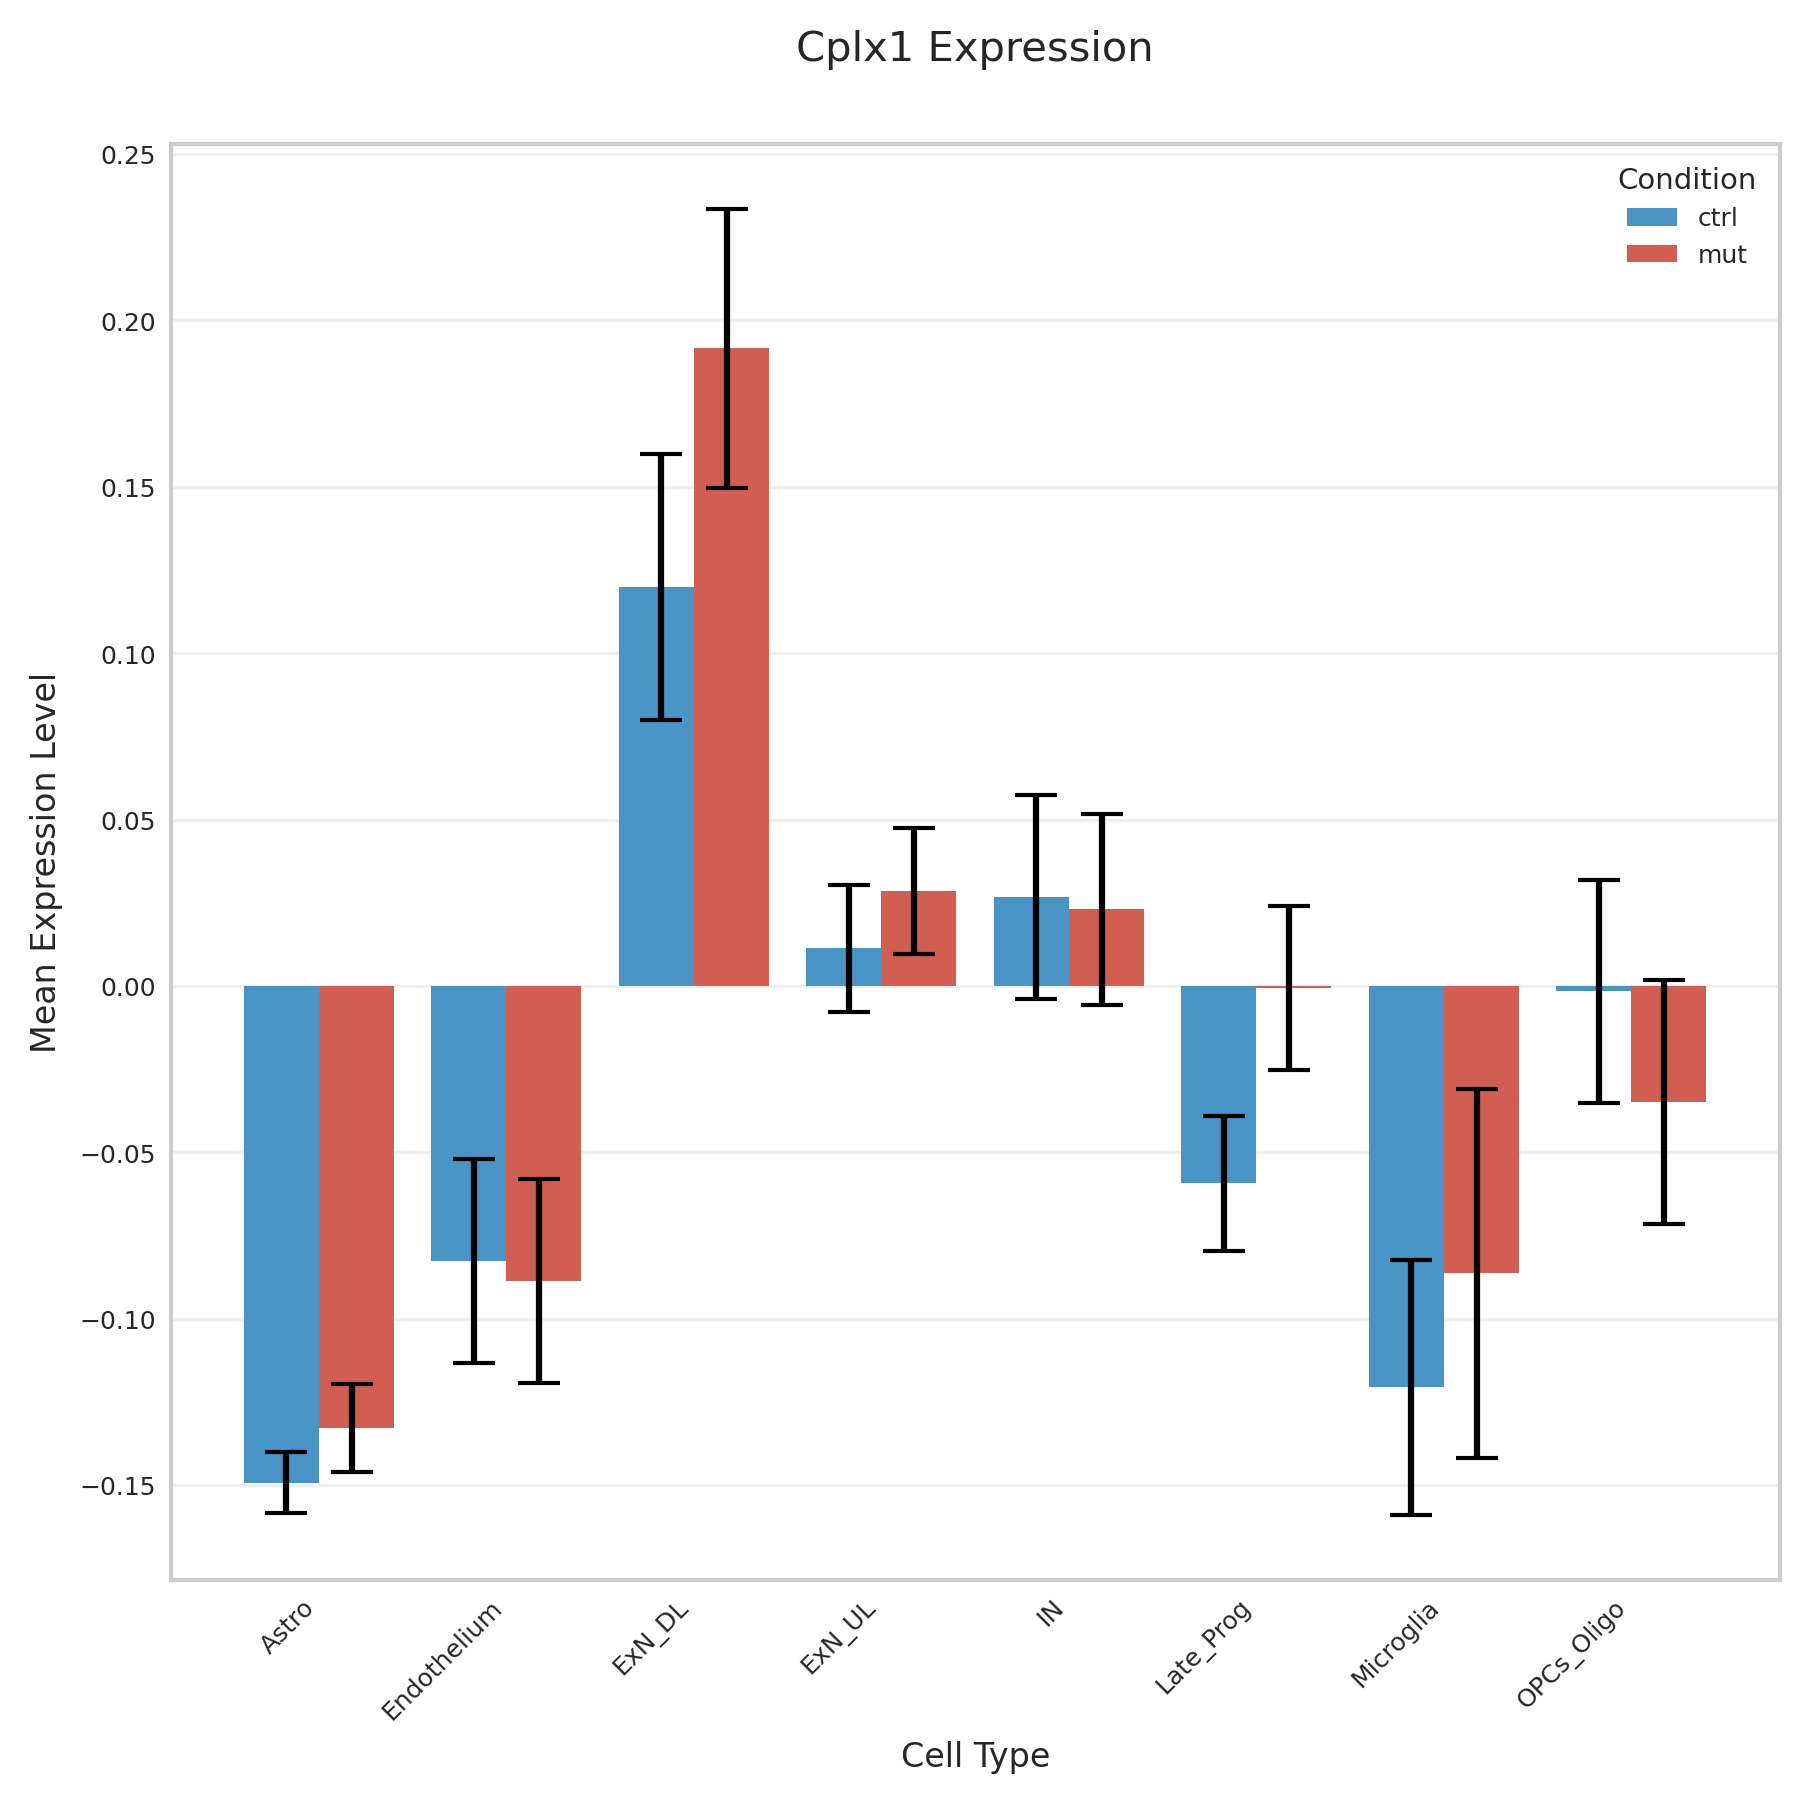 Cplx1 Expression
Condition
ctrl
mut
Mean Expression Level
0.25
0.20
0.15
0.10
0.05
0.00
−0.05
−0.10
−0.15
Astro
Endothelium
ExN_DL
ExN_UL
IN
Late_Prog
Microglia
OPCs_Oligo
Cell Type